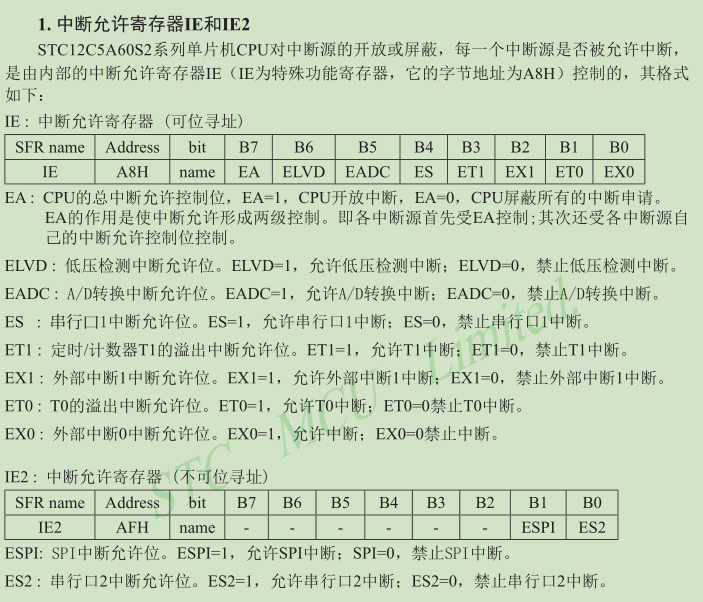 1. 中断允许寄存器IE和IE2
STC12C5A60S2系列单片机CPU对中断源的开放或屏蔽，每一个中断源是否被允许中断，
是由内部的中断允许寄存器IE（IE为特殊功能寄存器，它的字节地址为A8H）控制的，其格式
如下：
IE：中断允许寄存器 (可位寻址)
SFR name Address bit B7 B6 B5 B4 B3 B2 B1 B0
IE A8H name EA ELVD EADC ES ET1 EX1 ET0 EX0
EA：CPU的总中断允许控制位，EA=1，CPU开放中断，EA=0，CPU屏蔽所有的中断申请。
EA的作用是使中断允许形成两级控制。即各中断源首先受EA控制;其次还受各中断源自
己的中断允许控制位控制。
ELVD：低压检测中断允许位。ELVD=1，允许低压检测中断；ELVD=0，禁止低压检测中断。
EADC：A/D转换中断允许位。EADC=1，允许A/D转换中断；EADC=0，禁止A/D转换中断。
ES ：串行口1中断允许位。ES=1，允许串行口1中断；ES=0，禁止串行口1中断。
ET1：定时/计数器T1的溢出中断允许位。ET1=1，允许T1中断；ET1=0，禁止T1中断。
EX1：外部中断1中断允许位。EX1=1，允许外部中断1中断；EX1=0，禁止外部中断1中断。
ET0：T0的溢出中断允许位。ET0=1，允许T0中断；ET0=0禁止T0中断。
EX0：外部中断0中断允许位。EX0=1，允许中断；EX0=0禁止中断。
IE2：中断允许寄存器 (不可位寻址)
SFR name Address bit B7 B6 B5 B4 B3 B2 B1 B0
IE2 AFH name - - - - - - ESPI ES2
ESPI: SPI中断允许位。ESPI=1，允许SPI中断；SPI=0，禁止SPI中断。
ES2：串行口2中断允许位。ES2=1，允许串行口2中断；ES2=0，禁止串行口2中断。
STC MCU Limited.